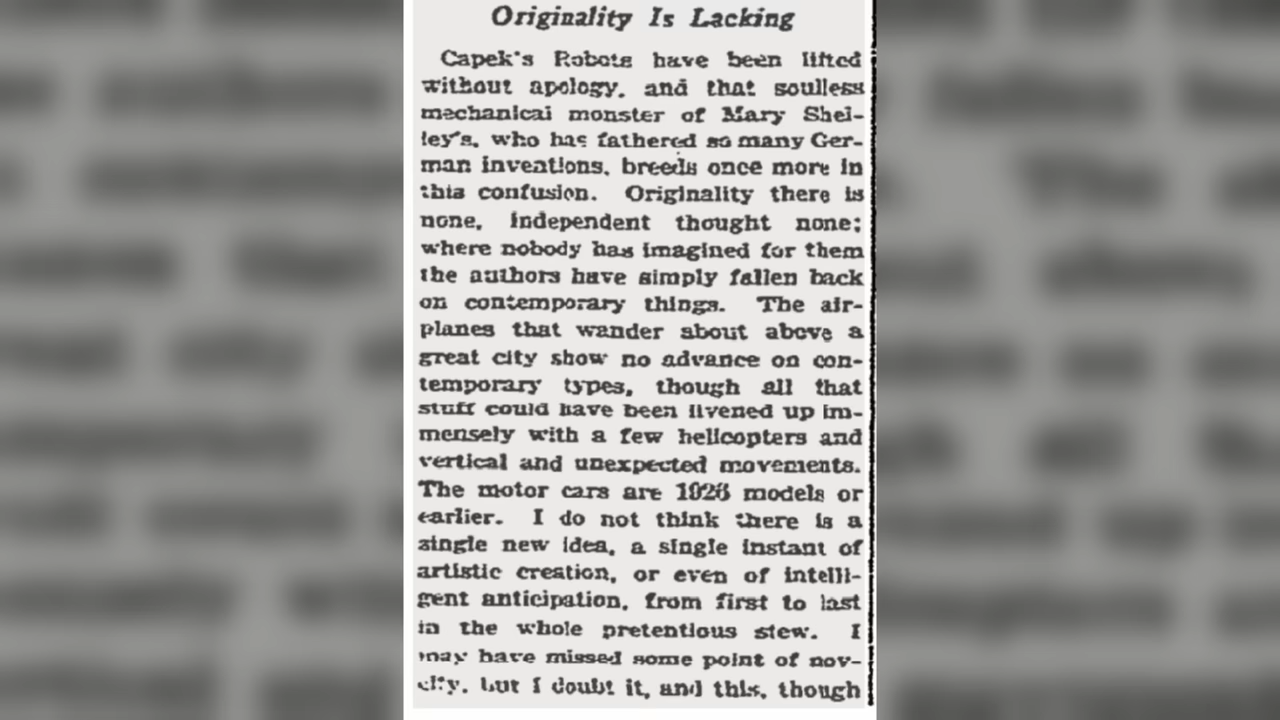 Originality Is Lacking
Capek's Robots have been lifted
without apology, and that soulless
mechanical monster of Mary Shel-
ley's, who has fathered so many Ger-
man inventions, breeds once more in
this confusion. Originality there is
none, independent thought none;
where nobody has imagined for them
the authors have simply fallen back
on contemporary things. The air-
planes that wander about above a
great city show no advance on con-
temporary types, though all that
stuff could have been livened up im-
mensely with a few helicopters and
vertical and unexpected movements.
The motor cars are 1926 models or
earlier. I do not think there is a
single new idea, a single instant of
artistic creation, or even of intelli-
gent anticipation, from first to last
in the whole pretentious stew. I
may have missed some point of nov-
elty, but I doubt it, and this, though